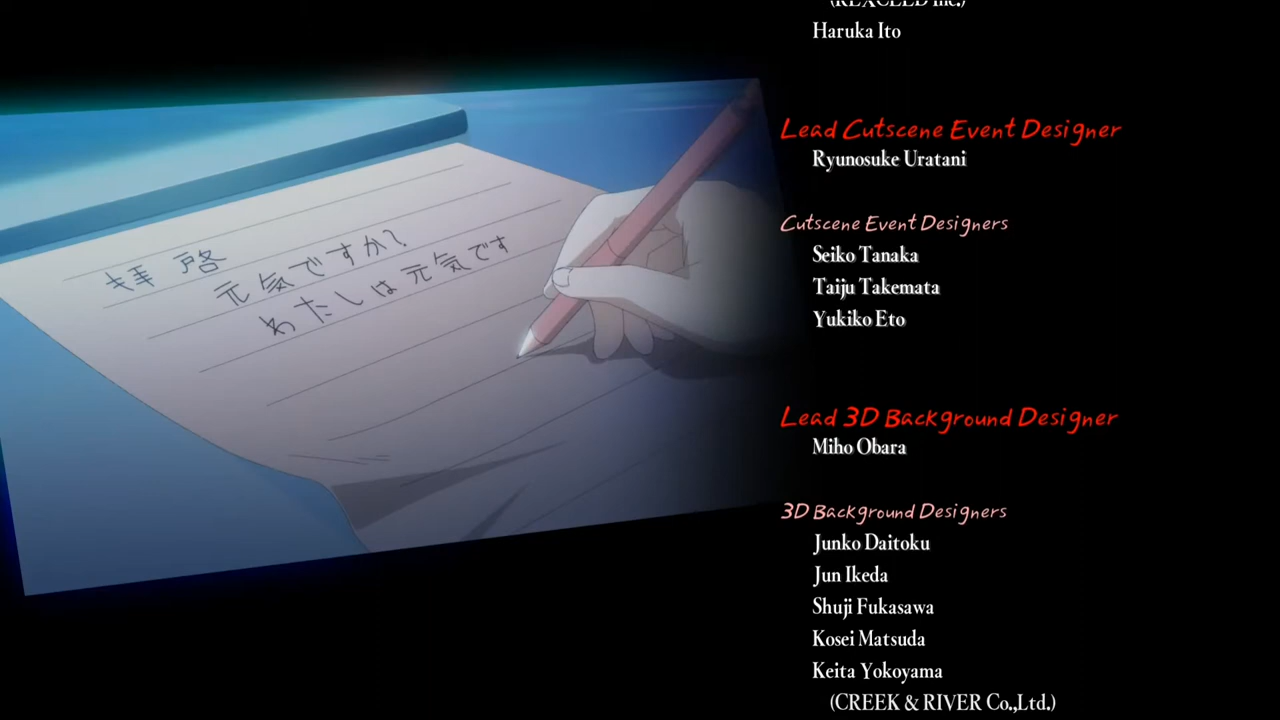 拝啓
元気ですか?
わたしは元気です
(REXCEED Inc.)
Haruka Ito
Lead Cutscene Event Designer
Ryunosuke Uratani
Cutscene Event Designers
Seiko Tanaka
Taiju Takemata
Yukiko Eto
Lead 3D Background Designer
Miho Obara
3D Background Designers
Junko Daitoku
Jun Ikeda
Shuji Fukasawa
Kosei Matsuda
Keita Yokoyama
(CREEK & RIVER Co.,Ltd.)